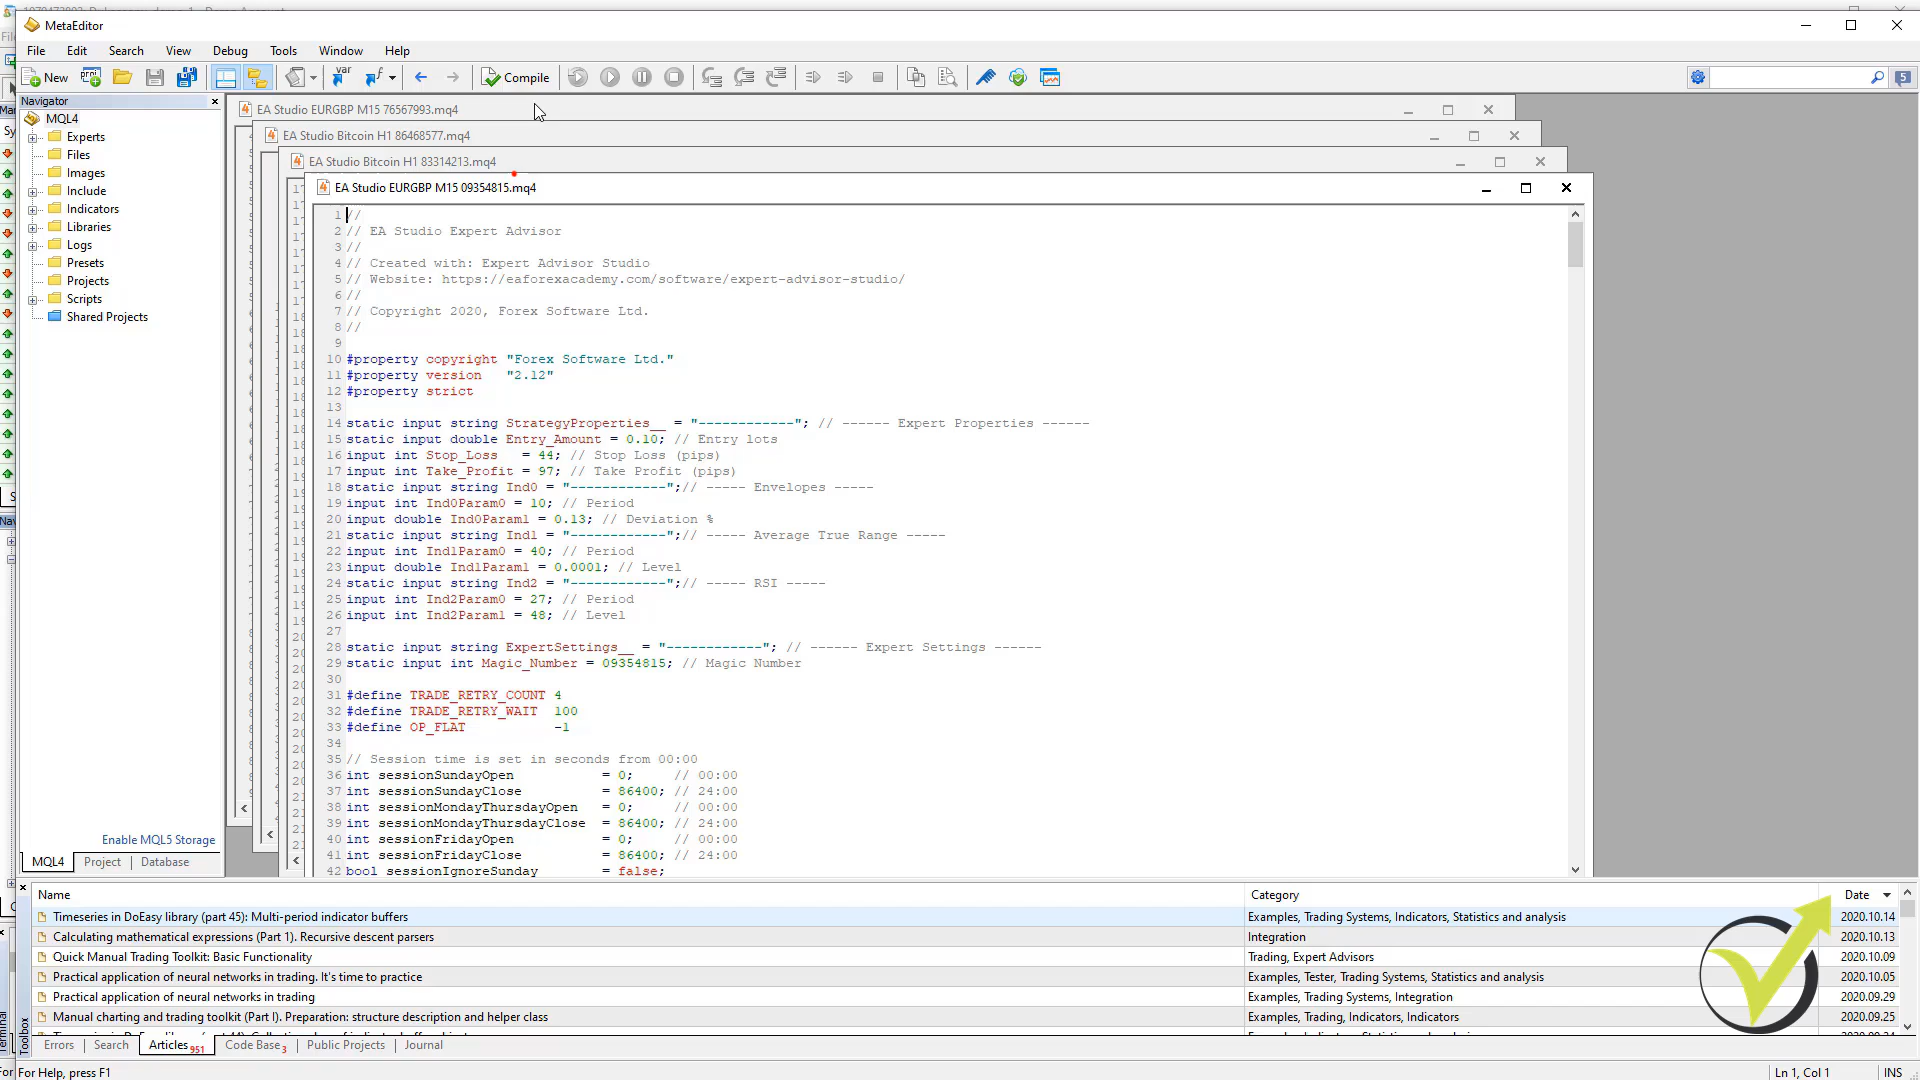 MetaEditor
File Edit Search View Debug Tools Window Help
New Compile
5
Navigator
MQL4
Experts
Files
Images
Include
Indicators
Libraries
Logs
Presets
Projects
Scripts
Shared Projects
Enable MQL5 Storage
MQL4 Project Database
EA Studio EURGBP M15 76567993.mq4
EA Studio Bitcoin H1 86468577.mq4
EA Studio Bitcoin H1 83314213.mq4
EA Studio EURGBP M15 09354815.mq4
1 //
2 // EA Studio Expert Advisor
3 //
4 // Created with: Expert Advisor Studio
5 // Website: https://eaforexacademy.com/software/expert-advisor-studio/
6 //
7 // Copyright 2020, Forex Software Ltd.
8 //
9
10 #property copyright "Forex Software Ltd."
11 #property version "2.12"
12 #property strict
13
14 static input string StrategyProperties__ = "------------"; // ------ Expert Properties ------
15 static input double Entry_Amount = 0.10; // Entry lots
16 input int Stop_Loss = 44; // Stop Loss (pips)
17 input int Take_Profit = 97; // Take Profit (pips)
18 static input string Ind0 = "------------";// ----- Envelopes -----
19 input int Ind0Param0 = 10; // Period
20 input double Ind0Param1 = 0.13; // Deviation %
21 static input string Ind1 = "------------";// ----- Average True Range -----
22 input int Ind1Param0 = 40; // Period
23 input double Ind1Param1 = 0.0001; // Level
24 static input string Ind2 = "------------";// ----- RSI -----
25 input int Ind2Param0 = 27; // Period
26 input int Ind2Param1 = 48; // Level
27
28 static input string ExpertSettings__ = "------------"; // ------ Expert Settings ------
29 static input int Magic_Number = 09354815; // Magic Number
30
31 #define TRADE_RETRY_COUNT 4
32 #define TRADE_RETRY_WAIT 100
33 #define OP_FLAT -1
34
35 // Session time is set in seconds from 00:00
36 int sessionSundayOpen = 0; // 00:00
37 int sessionSundayClose = 86400; // 24:00
38 int sessionMondayThursdayOpen = 0; // 00:00
39 int sessionMondayThursdayClose = 86400; // 24:00
40 int sessionFridayOpen = 0; // 00:00
41 int sessionFridayClose = 86400; // 24:00
42 bool sessionIgnoreSunday = false;
Name Category Date
Timeseries in DoEasy library (part 45): Multi-period indicator buffers Examples, Trading Systems, Indicators, Statistics and analysis 2020.10.14
Calculating mathematical expressions (Part 1). Recursive descent parsers Integration 2020.10.13
Quick Manual Trading Toolkit: Basic Functionality Trading, Expert Advisors 2020.10.09
Practical application of neural networks in trading. It's time to practice Examples, Tester, Trading Systems, Statistics and analysis 2020.10.05
Practical application of neural networks in trading Examples, Trading Systems, Integration 2020.09.29
Manual charting and trading toolkit (Part I). Preparation: structure description and helper class Examples, Trading, Indicators, Indicators 2020.09.25
Errors Search Articles 951 Code Base 3 Public Projects Journal
Toolbox
Terminal
For Help, press F1 Ln 1, Col 1 INS